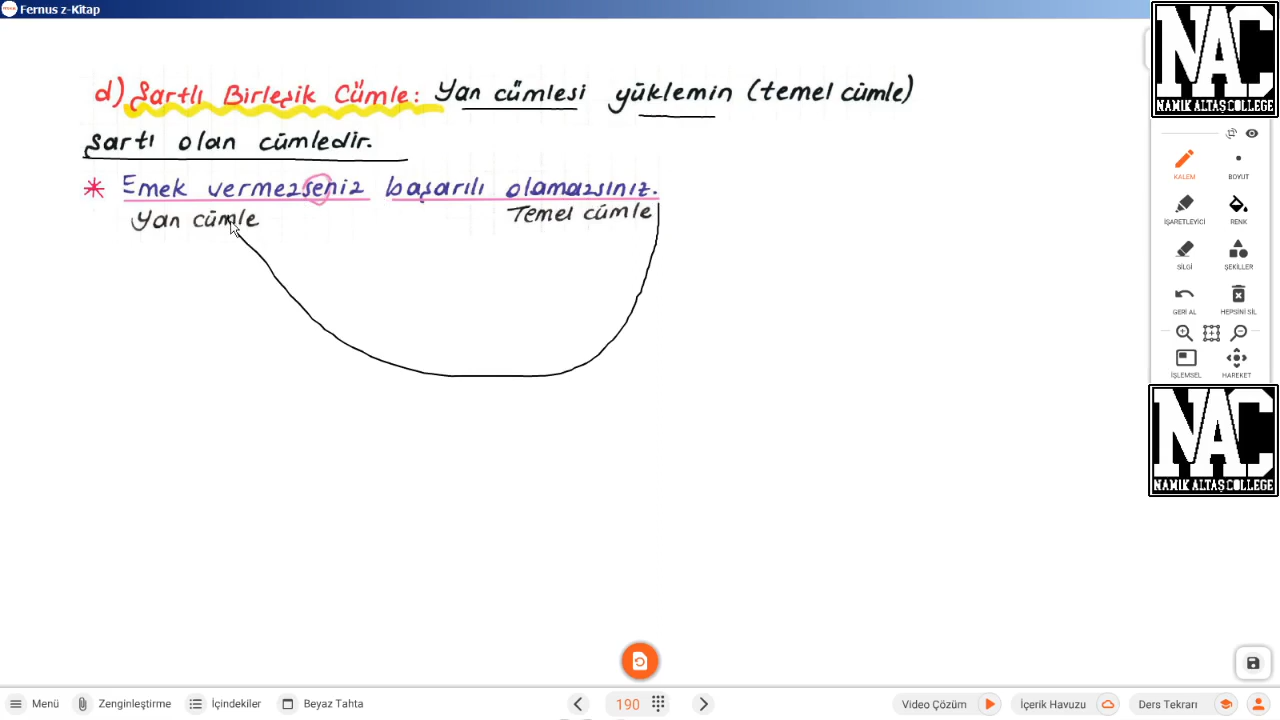 Fernus z-Kitap
NAC
NAMIK ALTAŞ COLLEGE
d) Şartlı Birleşik Cümle: Yan cümlesi yüklemin (temel cümle)
şartı olan cümledir.
* Emek vermezseniz başarılı olamazsınız.
Yan cümle Temel cümle
KALEM BOYUT
İŞARETLEYİCİ RENK
SİLGİ ŞEKİLLER
GERİ AL HEPSİNİ SİL
İŞLEMSEL HAREKET
NAC
NAMIK ALTAŞ COLLEGE
Menü Zenginleştirme İçindekiler Beyaz Tahta 190 Video Çözüm İçerik Havuzu Ders Tekrarı